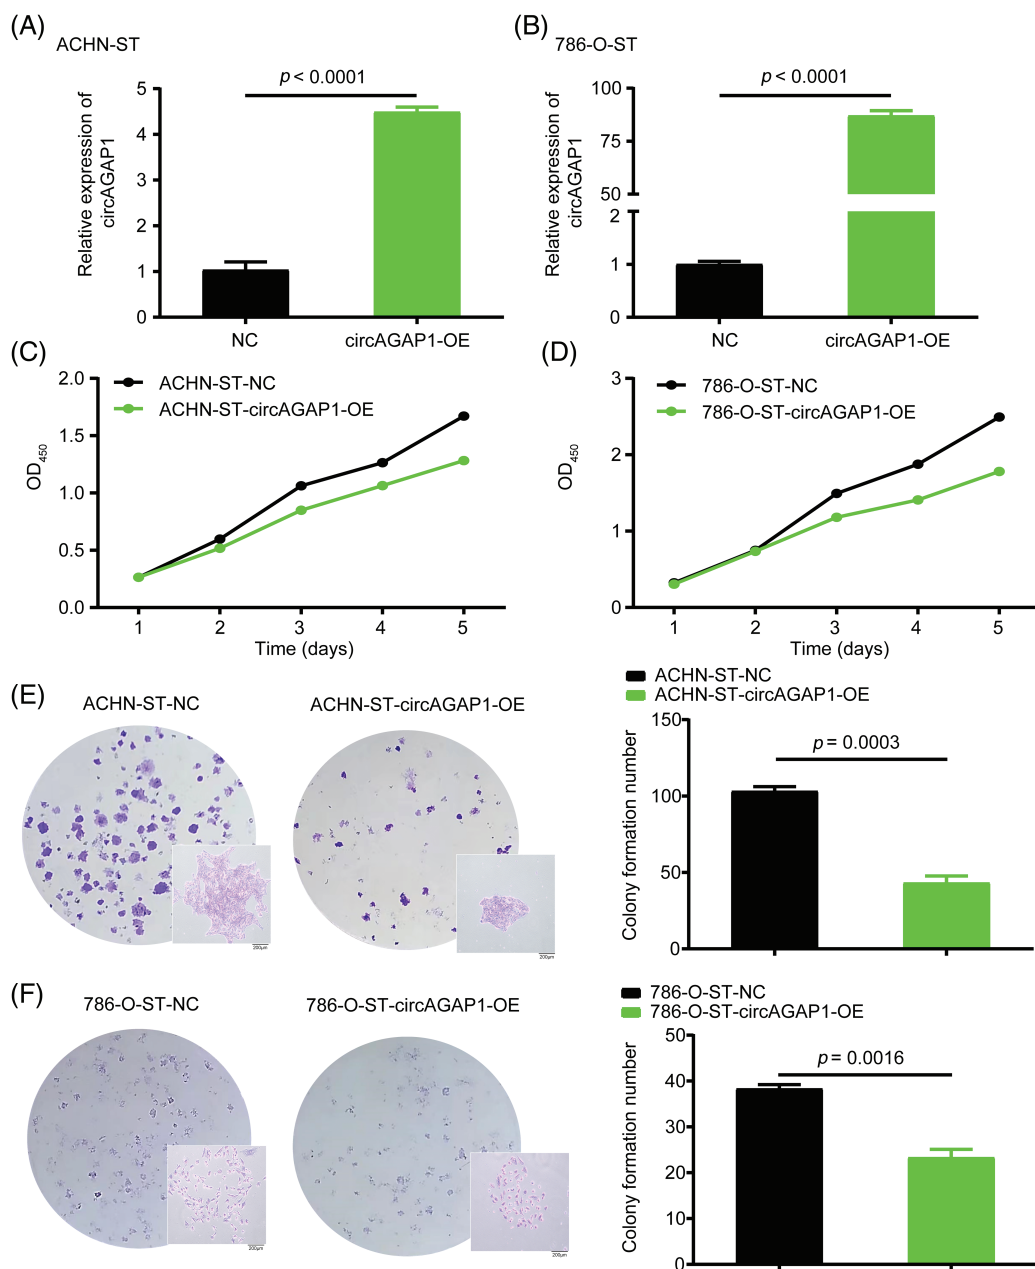 (A)
ACHN-ST
Relative expression of
circAGAP1
5
4
3
2
1
0
p < 0.0001
NC
circAGAP1-OE
(B)
786-O-ST
Relative expression of
circAGAP1
100
75
50
2
1
0
p < 0.0001
NC
circAGAP1-OE
(C)
ACHN-ST-NC
ACHN-ST-circAGAP1-OE
OD450
2.0
1.5
1.0
0.5
0.0
1 2 3 4 5
Time (days)
(D)
786-O-ST-NC
786-O-ST-circAGAP1-OE
OD450
3
2
1
0
1 2 3 4 5
Time (days)
(E)
ACHN-ST-NC
200μm
ACHN-ST-circAGAP1-OE
200μm
ACHN-ST-NC
ACHN-ST-circAGAP1-OE
Colony formation number
150
100
50
0
p = 0.0003
(F)
786-O-ST-NC
200μm
786-O-ST-circAGAP1-OE
200μm
786-O-ST-NC
786-O-ST-circAGAP1-OE
Colony formation number
50
40
30
20
10
0
p = 0.0016